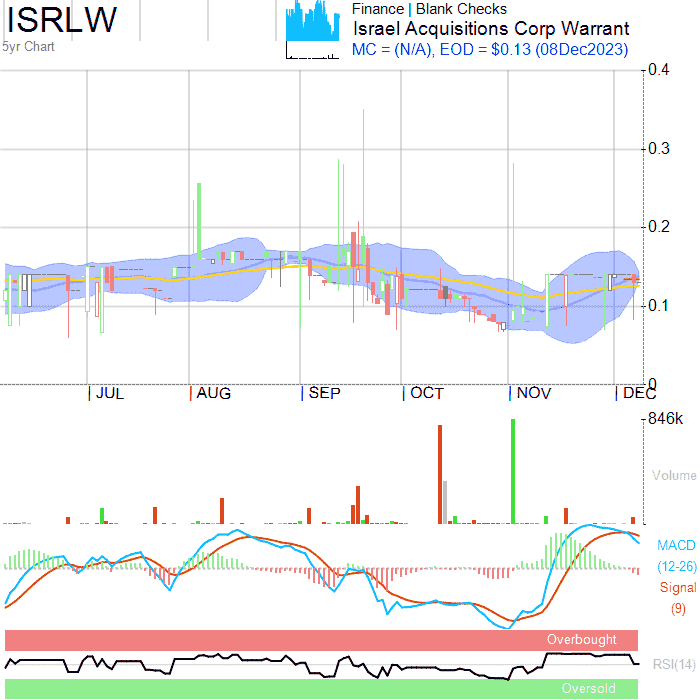 ISRLW
5yr Chart
Finance | Blank Checks
Israel Acquisitions Corp Warrant
MC = (N/A), EOD = $0.13 (08Dec2023)
0.4
0.3
0.2
0.1
0
JUL AUG SEP OCT NOV DEC
846k
Volume
MACD
(12-26)
Signal
(9)
Overbought
RSI(14)
Oversold